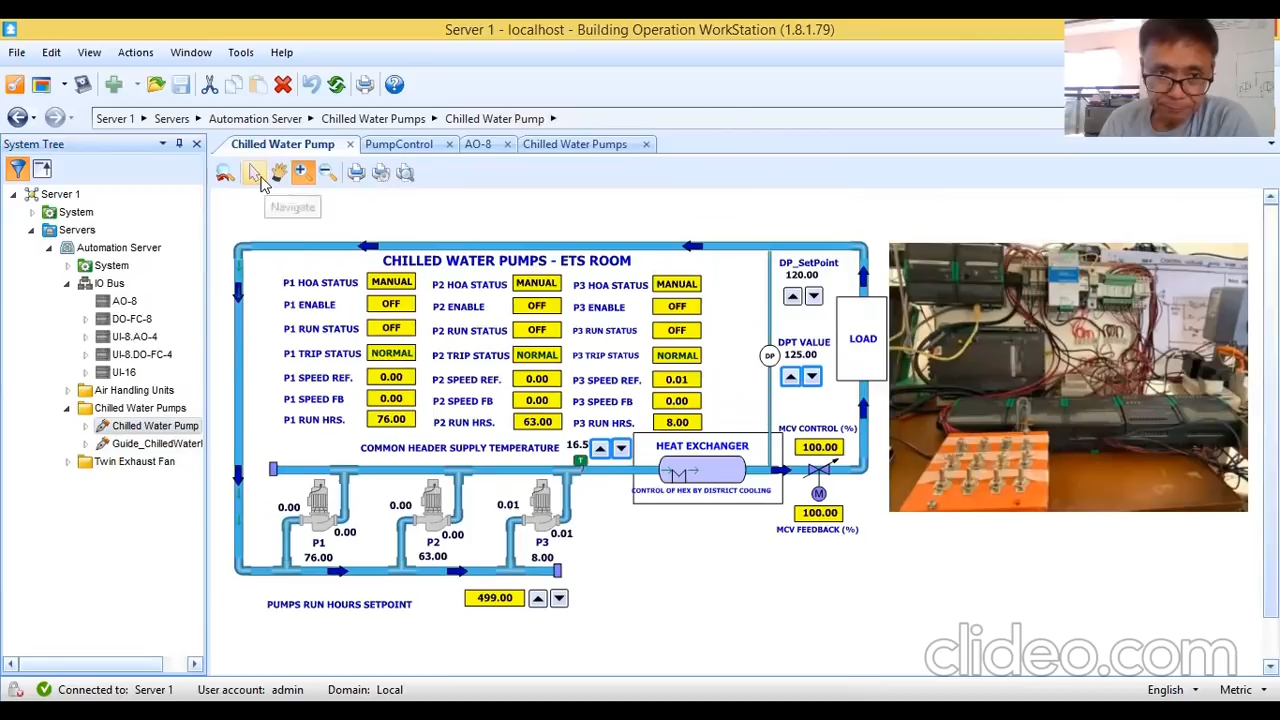 Server 1 - localhost - Building Operation WorkStation (1.8.1.79)
File Edit View Actions Window Tools Help
Server 1 Servers Automation Server Chilled Water Pumps Chilled Water Pump
System Tree
Chilled Water Pump PumpControl AO-8 Chilled Water Pumps
Navigate
Server 1
System
Servers
Automation Server
System
IO Bus
AO-8
DO-FC-8
UI-8.AO-4
UI-8.DO-FC-4
UI-16
Air Handling Units
Chilled Water Pumps
Chilled Water Pump
Guide_ChilledWaterI
Twin Exhaust Fan
CHILLED WATER PUMPS - ETS ROOM
P1 HOA STATUS MANUAL P2 HOA STATUS MANUAL P3 HOA STATUS MANUAL
P1 ENABLE OFF P2 ENABLE OFF P3 ENABLE OFF
P1 RUN STATUS OFF P2 RUN STATUS OFF P3 RUN STATUS OFF
P1 TRIP STATUS NORMAL P2 TRIP STATUS NORMAL P3 TRIP STATUS NORMAL
P1 SPEED REF. 0.00 P2 SPEED REF. 0.00 P3 SPEED REF. 0.01
P1 SPEED FB 0.00 P2 SPEED FB 0.00 P3 SPEED FB 0.00
P1 RUN HRS. 76.00 P2 RUN HRS. 63.00 P3 RUN HRS. 8.00
DP_SetPoint
120.00
DP
DPT VALUE
125.00
LOAD
COMMON HEADER SUPPLY TEMPERATURE 16.5
T
HEAT EXCHANGER
CONTROL OF HEX BY DISTRICT COOLING
MCV CONTROL (%)
100.00
M
100.00
MCV FEEDBACK (%)
0.00 0.00 0.01
0.00 0.00 0.01
P1 P2 P3
76.00 63.00 8.00
PUMPS RUN HOURS SETPOINT 499.00
clideo.com
Connected to: Server 1 User account: admin Domain: Local English Metric